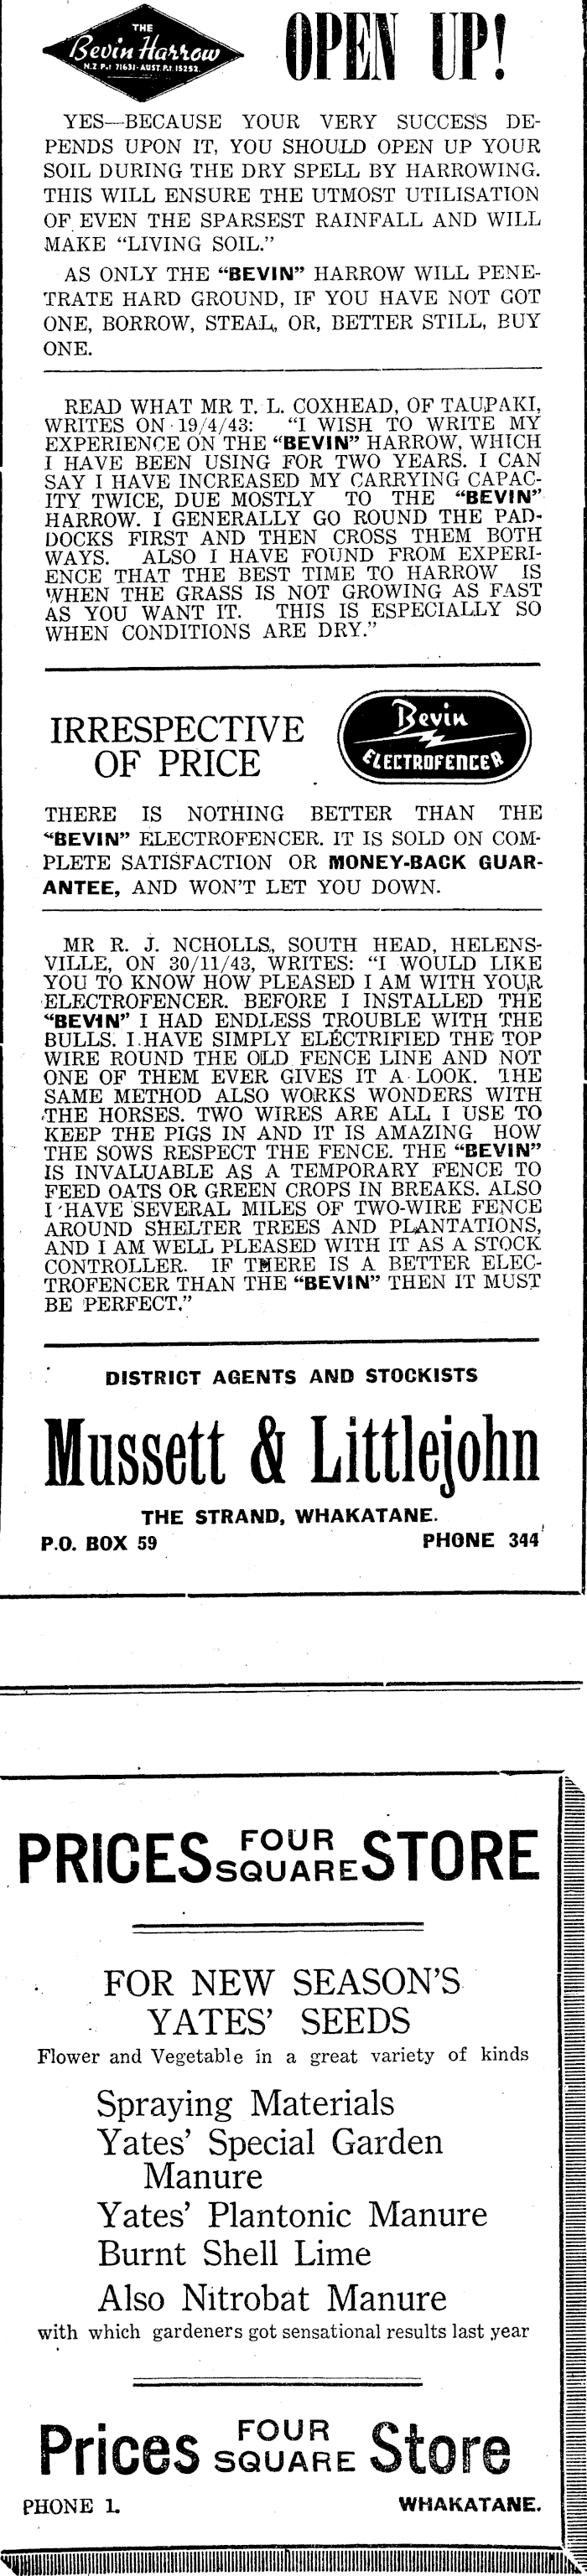 THE
Bevin Harrow
N.Z P.t 71631-AUST. P.t 15252.
OPEN UP!
YES—BECAUSE YOUR VERY SUCCESS DE-
PENDS UPON IT, YOU SHOULD OPEN UP YOUR
SOIL DURING THE DRY SPELL BY HARROWING.
THIS WILL ENSURE THE UTMOST UTILISATION
OF EVEN THE SPARSEST RAINFALL AND WILL
MAKE “LIVING SOIL.”
AS ONLY THE “BEVIN” HARROW WILL PENE-
TRATE HARD GROUND, IF YOU HAVE NOT GOT
ONE, BORROW, STEAL, OR, BETTER STILL, BUY
ONE.
READ WHAT MR T. L. COXHEAD, OF TAUPAKI,
WRITES ON 19/4/43: “I WISH TO WRITE MY
EXPERIENCE ON THE “BEVIN” HARROW, WHICH
I HAVE BEEN USING FOR TWO YEARS. I CAN
SAY I HAVE INCREASED MY CARRYING CAPAC-
ITY TWICE, DUE MOSTLY TO THE “BEVIN”
HARROW. I GENERALLY GO ROUND THE PAD-
DOCKS FIRST AND THEN CROSS THEM BOTH
WAYS. ALSO I HAVE FOUND FROM EXPERI-
ENCE THAT THE BEST TIME TO HARROW IS
WHEN THE GRASS IS NOT GROWING AS FAST
AS YOU WANT IT. THIS IS ESPECIALLY SO
WHEN CONDITIONS ARE DRY.”
IRRESPECTIVE
OF PRICE
Bevin
ELECTROFENCER
THERE IS NOTHING BETTER THAN THE
“BEVIN” ELECTROFENCER. IT IS SOLD ON COM-
PLETE SATISFACTION OR MONEY-BACK GUAR-
ANTEE, AND WON'T LET YOU DOWN.
MR R. J. NCHOLLS, SOUTH HEAD, HELENS-
VILLE, ON 30/11/43, WRITES: “I WOULD LIKE
YOU TO KNOW HOW PLEASED I AM WITH YOUR
ELECTROFENCER. BEFORE I INSTALLED THE
“BEVIN” I HAD ENDLESS TROUBLE WITH THE
BULLS. I HAVE SIMPLY ELECTRIFIED THE TOP
WIRE ROUND THE OLD FENCE LINE AND NOT
ONE OF THEM EVER GIVES IT A LOOK. THE
SAME METHOD ALSO WORKS WONDERS WITH
THE HORSES. TWO WIRES ARE ALL I USE TO
KEEP THE PIGS IN AND IT IS AMAZING HOW
THE SOWS RESPECT THE FENCE. THE “BEVIN”
IS INVALUABLE AS A TEMPORARY FENCE TO
FEED OATS OR GREEN CROPS IN BREAKS. ALSO
I HAVE SEVERAL MILES OF TWO-WIRE FENCE
AROUND SHELTER TREES AND PLANTATIONS,
AND I AM WELL PLEASED WITH IT AS A STOCK
CONTROLLER. IF THERE IS A BETTER ELEC-
TROFENCER THAN THE “BEVIN” THEN IT MUST
BE PERFECT.”
DISTRICT AGENTS AND STOCKISTS
Mussett & Littlejohn
THE STRAND, WHAKATANE.
P.O. BOX 59 PHONE 344
PRICES FOUR SQUARE STORE
FOR NEW SEASON'S
YATES' SEEDS
Flower and Vegetable in a great variety of kinds
Spraying Materials
Yates' Special Garden
Manure
Yates' Plantonic Manure
Burnt Shell Lime
Also Nitrobat Manure
with which gardeners got sensational results last year
Prices FOUR SQUARE Store
PHONE 1. WHAKATANE.